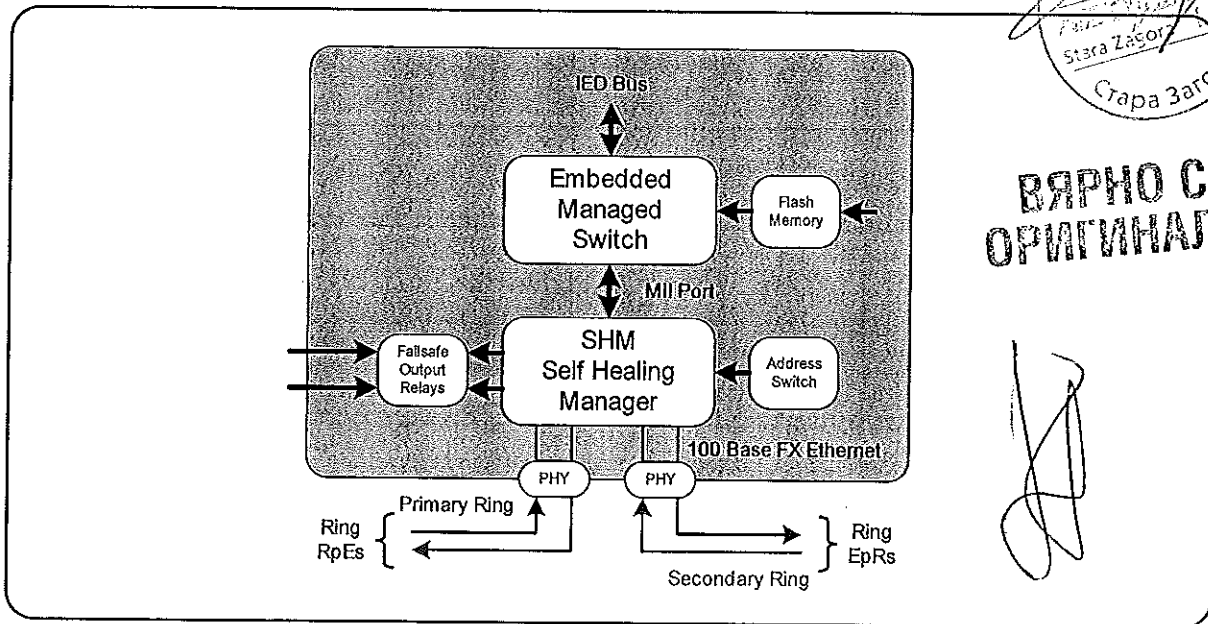 Stara Zagora
Стара Заго
ВЯРНО С
ОРИГИНАЛ
IED Bus
Embedded
Managed
Switch
Flash
Memory
MII Port
SHM
Self Healing
Manager
Failsafe
Output
Relays
Address
Switch
100 Base FX Ethernet
PHY
PHY
Primary Ring
Ring
RpEs
Ring
EpRs
Secondary Ring